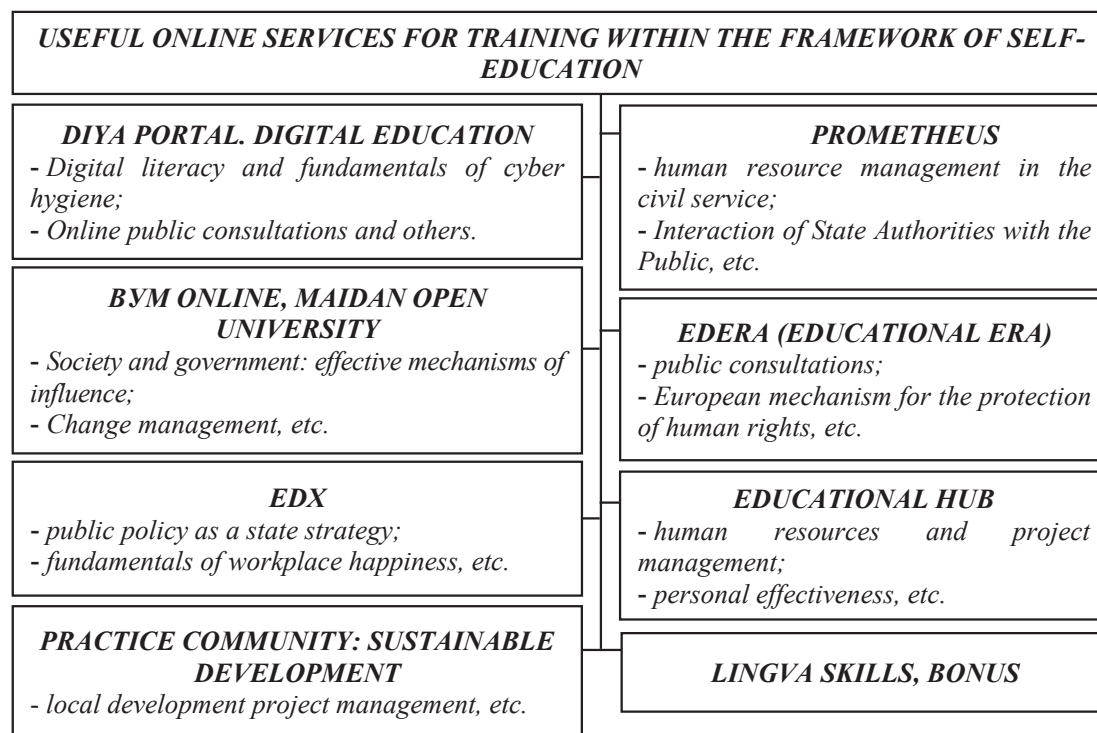 USEFUL ONLINE SERVICES FOR TRAINING WITHIN THE FRAMEWORK OF SELF-
EDUCATION
DIYA PORTAL. DIGITAL EDUCATION
- Digital literacy and fundamentals of cyber
hygiene;
- Online public consultations and others.
PROMETHEUS
- human resource management in the
civil service;
- Interaction of State Authorities with the
Public, etc.
ВУМ ONLINE, MAIDAN OPEN
UNIVERSITY
- Society and government: effective mechanisms of
influence;
- Change management, etc.
EDERA (EDUCATIONAL ERA)
- public consultations;
- European mechanism for the protection
of human rights, etc.
EDX
- public policy as a state strategy;
- fundamentals of workplace happiness, etc.
EDUCATIONAL HUB
- human resources and project
management;
- personal effectiveness, etc.
PRACTICE COMMUNITY: SUSTAINABLE
DEVELOPMENT
- local development project management, etc.
LINGVA SKILLS, BONUS